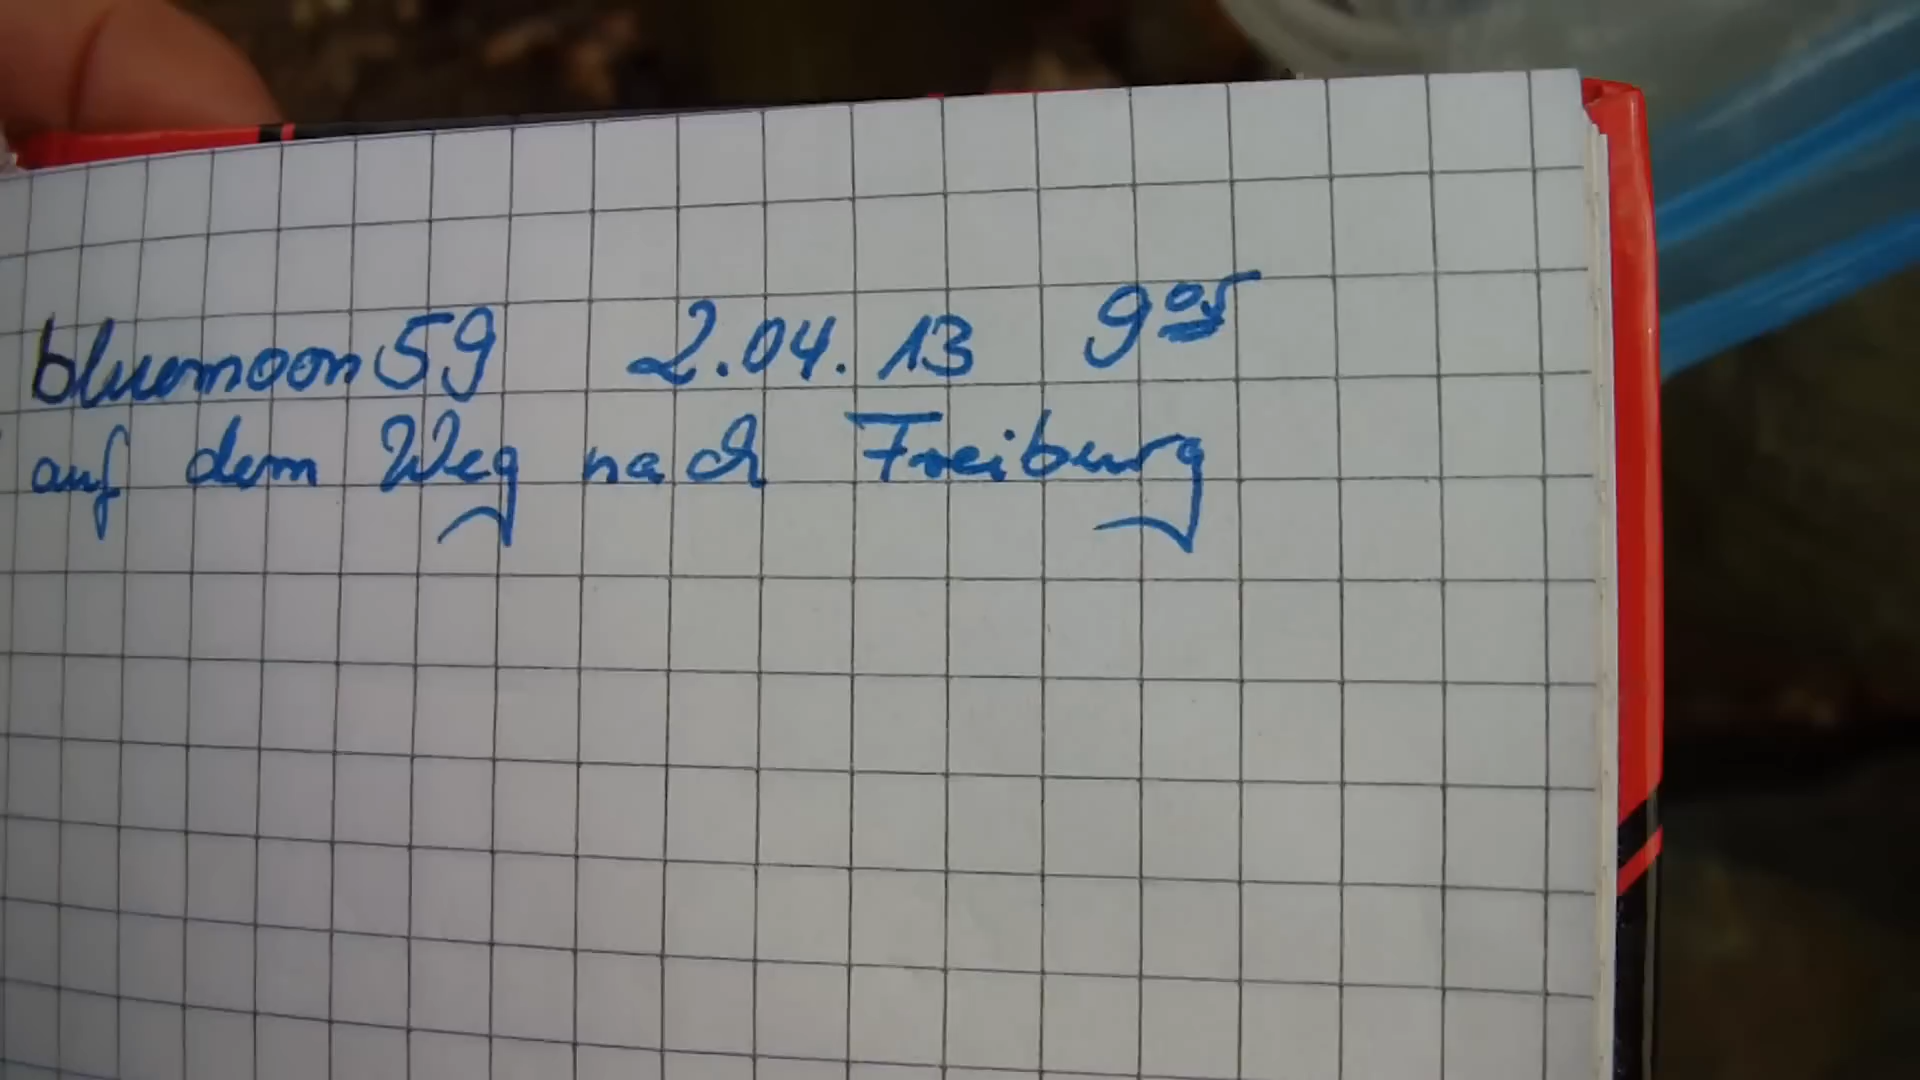 bluemoon59 2.04.13 9⁰⁵
auf dem Weg nach Freiburg